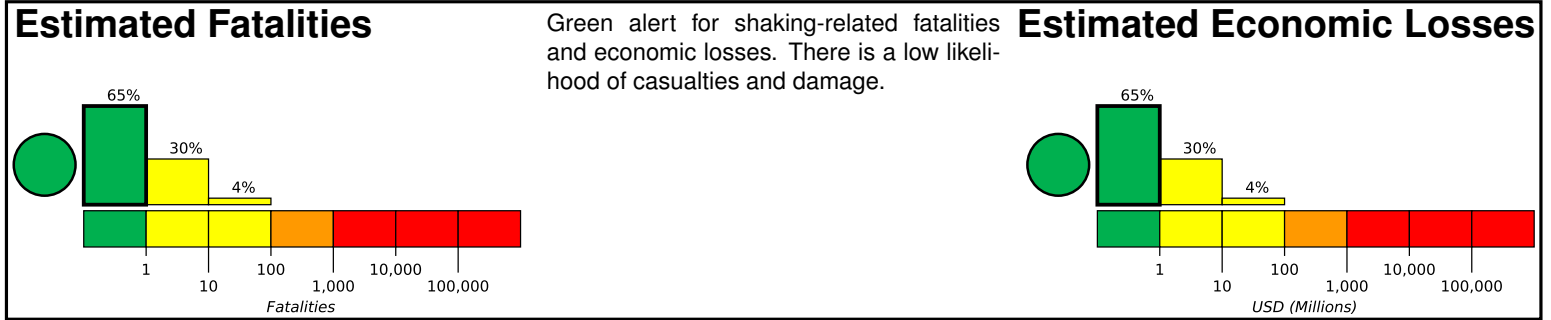 Estimated Fatalities
65%
30%
4%
1
10
100
1,000
10,000
100,000
Fatalities
Green alert for shaking-related fatalities
and economic losses. There is a low likeli-
hood of casualties and damage.
Estimated Economic Losses
65%
30%
4%
1
10
100
1,000
10,000
100,000
USD (Millions)